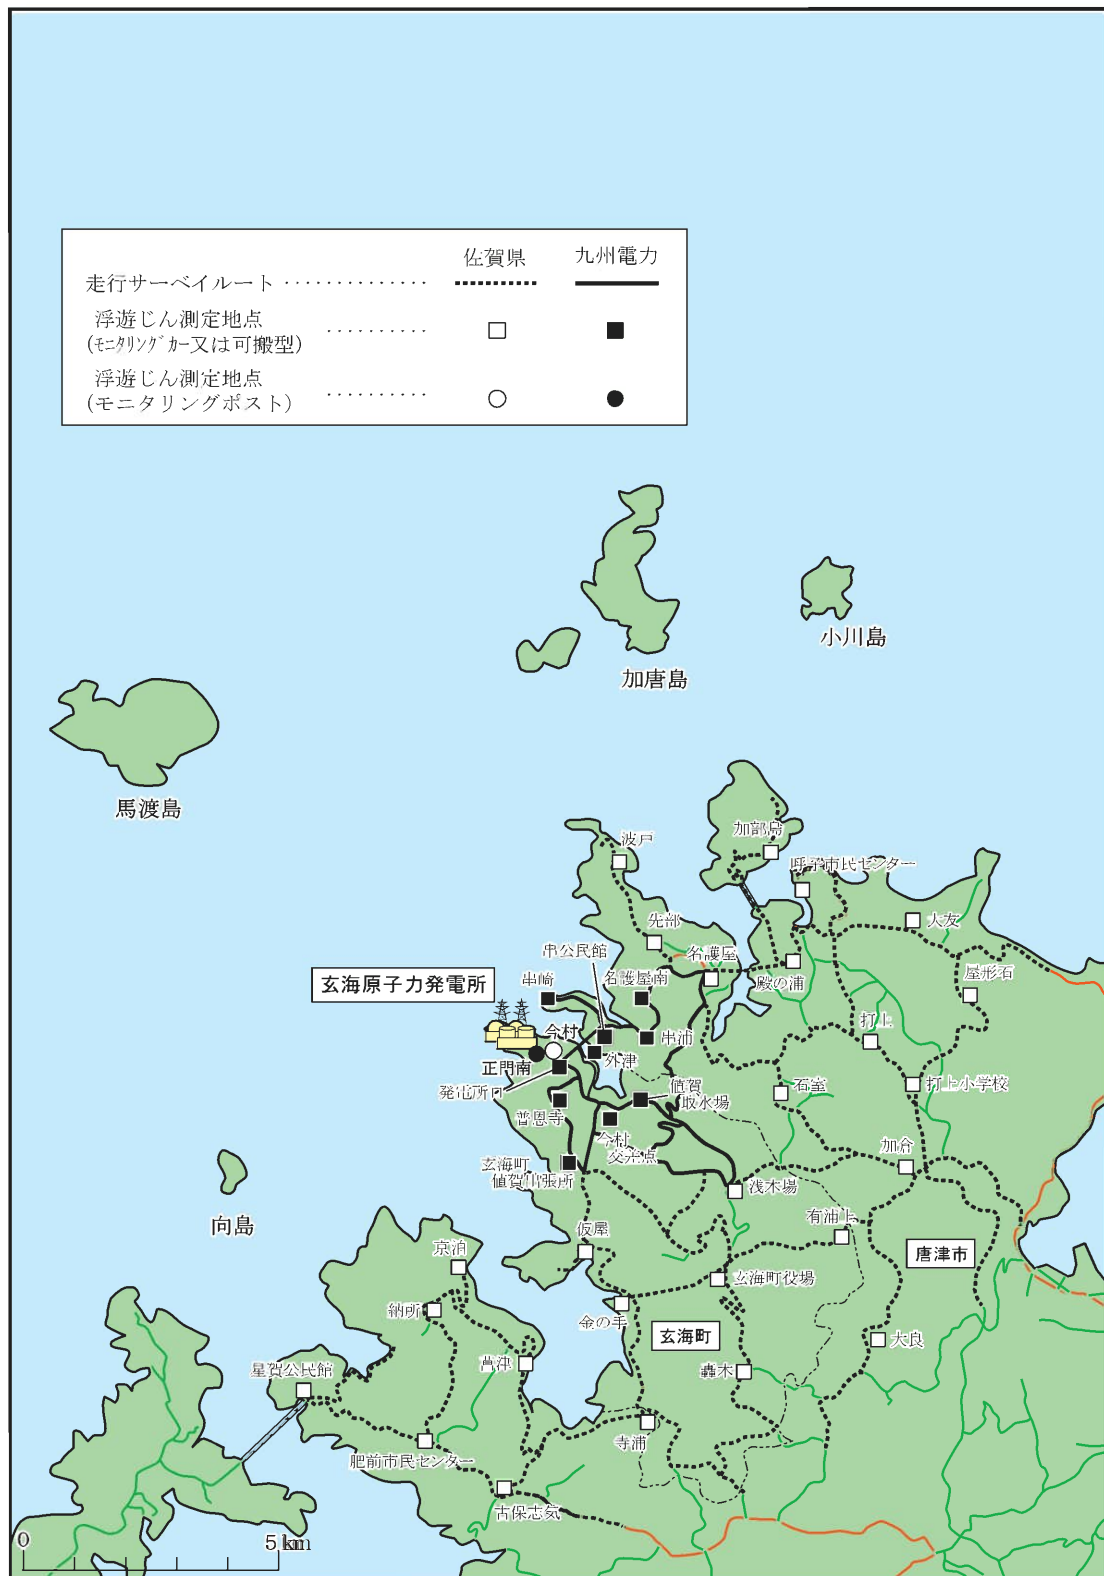 佐賀県 九州電力
走行サーベイルート ‥‥‥‥‥‥‥
浮遊じん測定地点
(ﾓﾆﾀﾘﾝｸﾞｶｰ又は可搬型)
浮遊じん測定地点
(モニタリングポスト)
小川島
加唐島
馬渡島
加部島
波戸
呼子市民センター
先部
大友
串公民館
名護屋
殿の浦
屋形石
玄海原子力発電所
串崎
名護屋南
打上
今村
串浦
正門南
外津
発電所口
石室
打上小学校
値賀
取水場
普恩寺
今村
交差点
加倉
玄海町
値賀出張所
浅木場
向島
有浦上
仮屋
唐津市
京泊
玄海町役場
納所
金の手
玄海町
大良
星賀公民館
菖津
轟木
寺浦
肥前市民センター
古保志気
0 5km